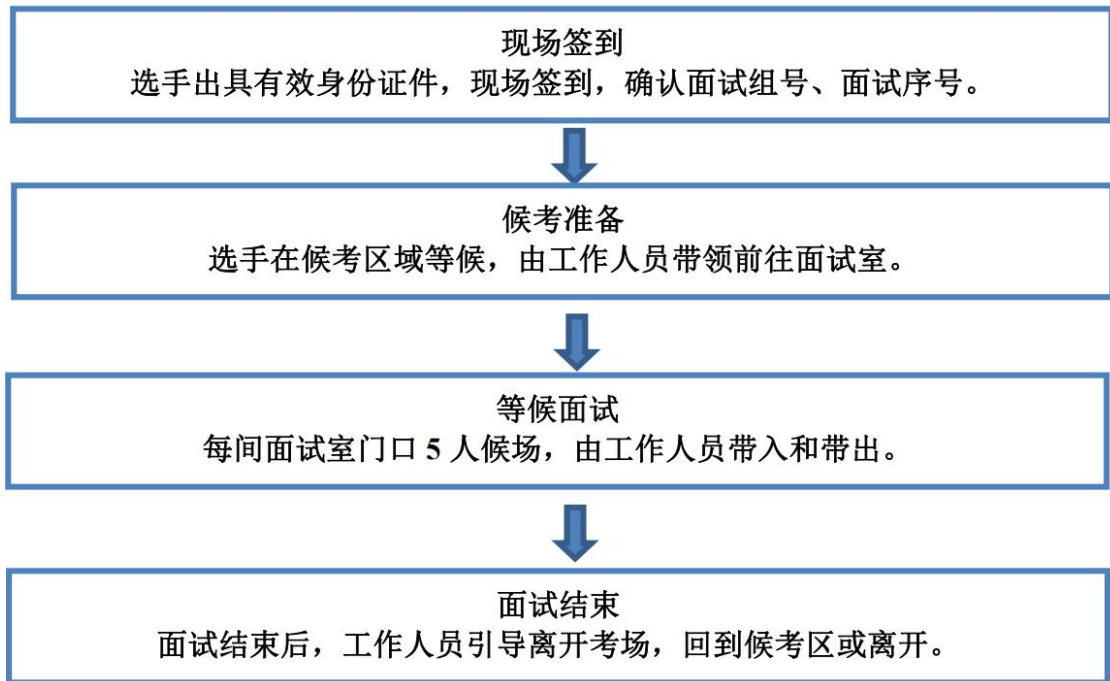 现场签到
选手出具有效身份证件，现场签到，确认面试组号、面试序号。
候考准备
选手在候考区域等候，由工作人员带领前往面试室。
等候面试
每间面试室门口 5 人候场，由工作人员带入和带出。
面试结束
面试结束后，工作人员引导离开考场，回到候考区或离开。